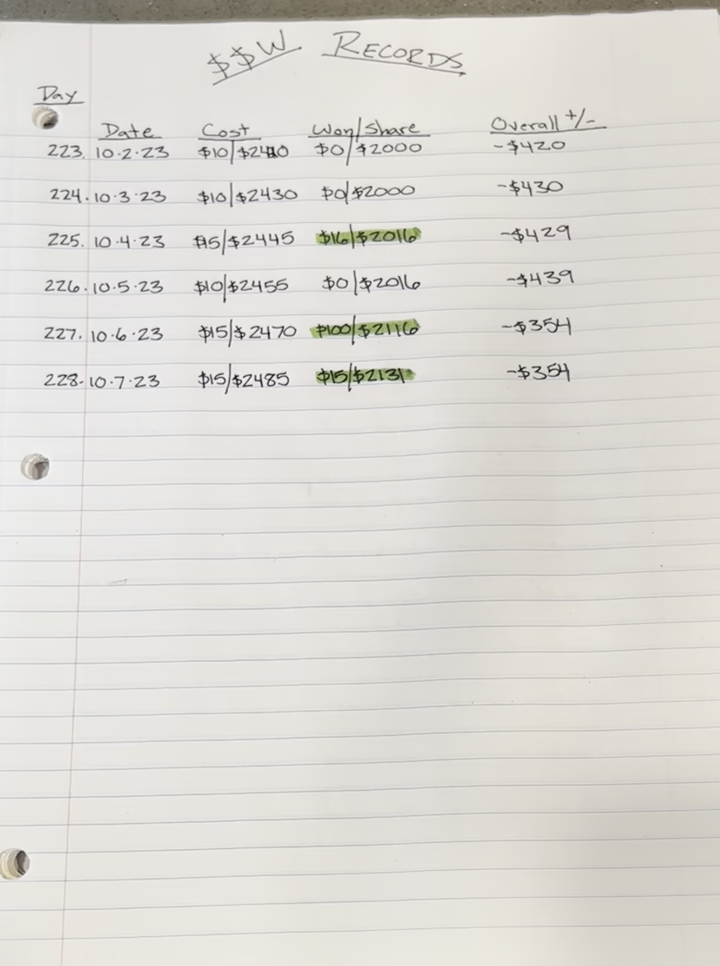 $$W RECORDS
Day
Date Cost Won/Share Overall +/-
223. 10.2.23 $10/$2420 $0/$2000 -$420
224. 10.3.23 $10/$2430 $0/$2000 -$430
225. 10.4.23 $15/$2445 $16/$2016 -$429
226. 10.5.23 $10/$2455 $0/$2016 -$439
227. 10.6.23 $15/$2470 $100/$2116 -$354
228. 10.7.23 $15/$2485 $15/$2131 -$354